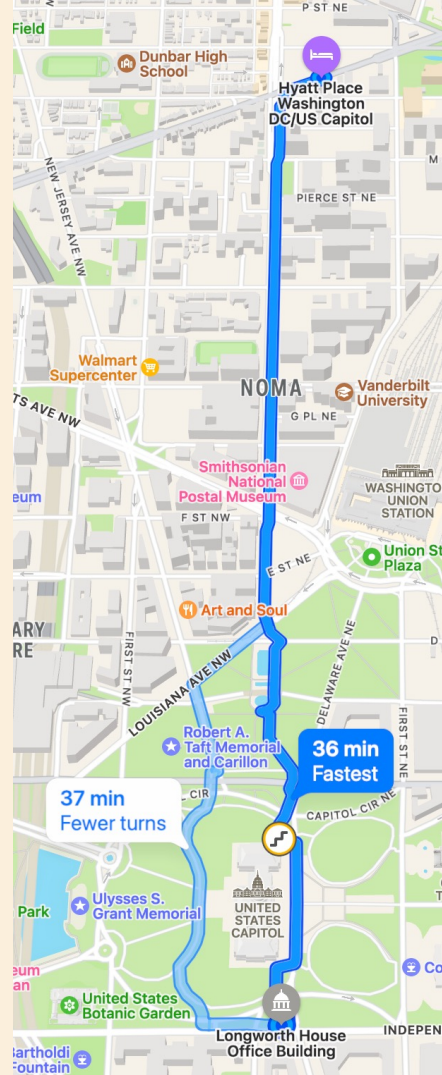 P ST NE
Field
Dunbar High
School
Hyatt Place
Washington
DC/US Capitol
M
NEW JERSEY AVE NW
PIERCE ST NE
Walmart
Supercenter
NOMA
Vanderbilt
University
TS AVE NW
G PL NE
Smithsonian
National
Postal Museum
WASHINGTO
UNION
STATION
eum
F ST NW
E ST NE
Union St
Plaza
Art and Soul
ARY
RE
FIRST ST NW
LOUISIANA AVE NW
DELAWARE AVE NE
D
FIRST ST NE
Robert A.
Taft Memorial
and Carillon
36 min
Fastest
37 min
Fewer turns
CIR
CAPITOL CIR NE
Park
Ulysses S.
Grant Memorial
UNITED
STATES
CAPITOL
eum
an
Co
United States
Botanic Garden
Longworth House
Office Building
INDEPEN
Bartholdi
Fountain